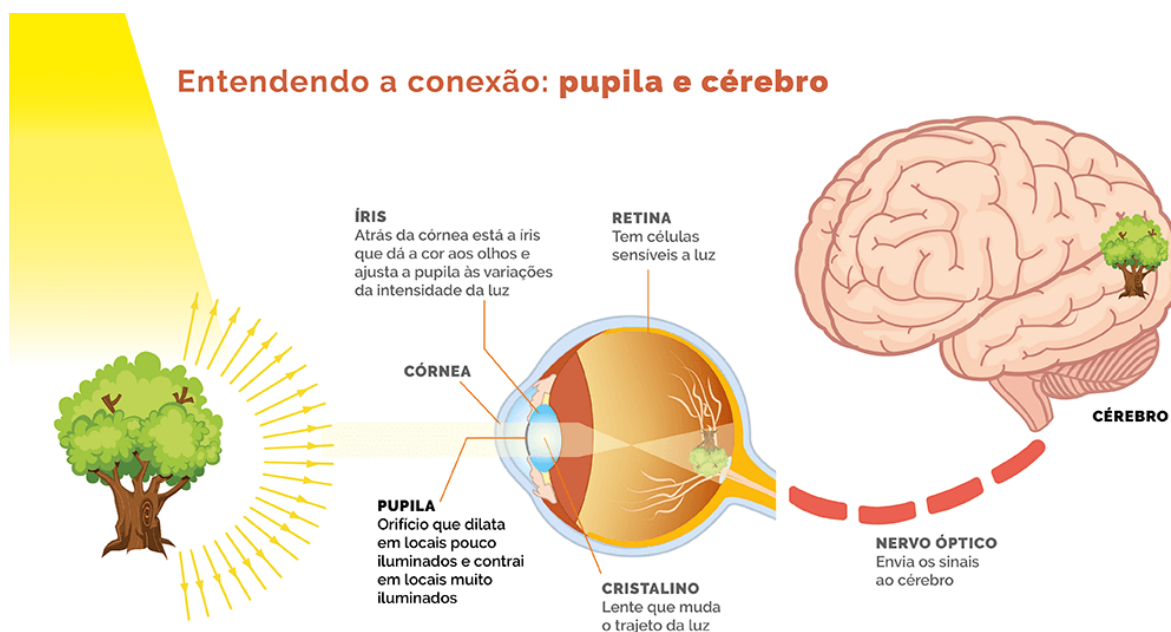 Entendendo a conexão: pupila e cérebro
ÍRIS
Atrás da córnea está a íris
que dá a cor aos olhos e
ajusta a pupila às variações
da intensidade da luz
RETINA
Tem células
sensíveis a luz
CÓRNEA
CÉREBRO
PUPILA
Orifício que dilata
em locais pouco
iluminados e contrai
em locais muito
iluminados
NERVO ÓPTICO
Envia os sinais
ao cérebro
CRISTALINO
Lente que muda
o trajeto da luz